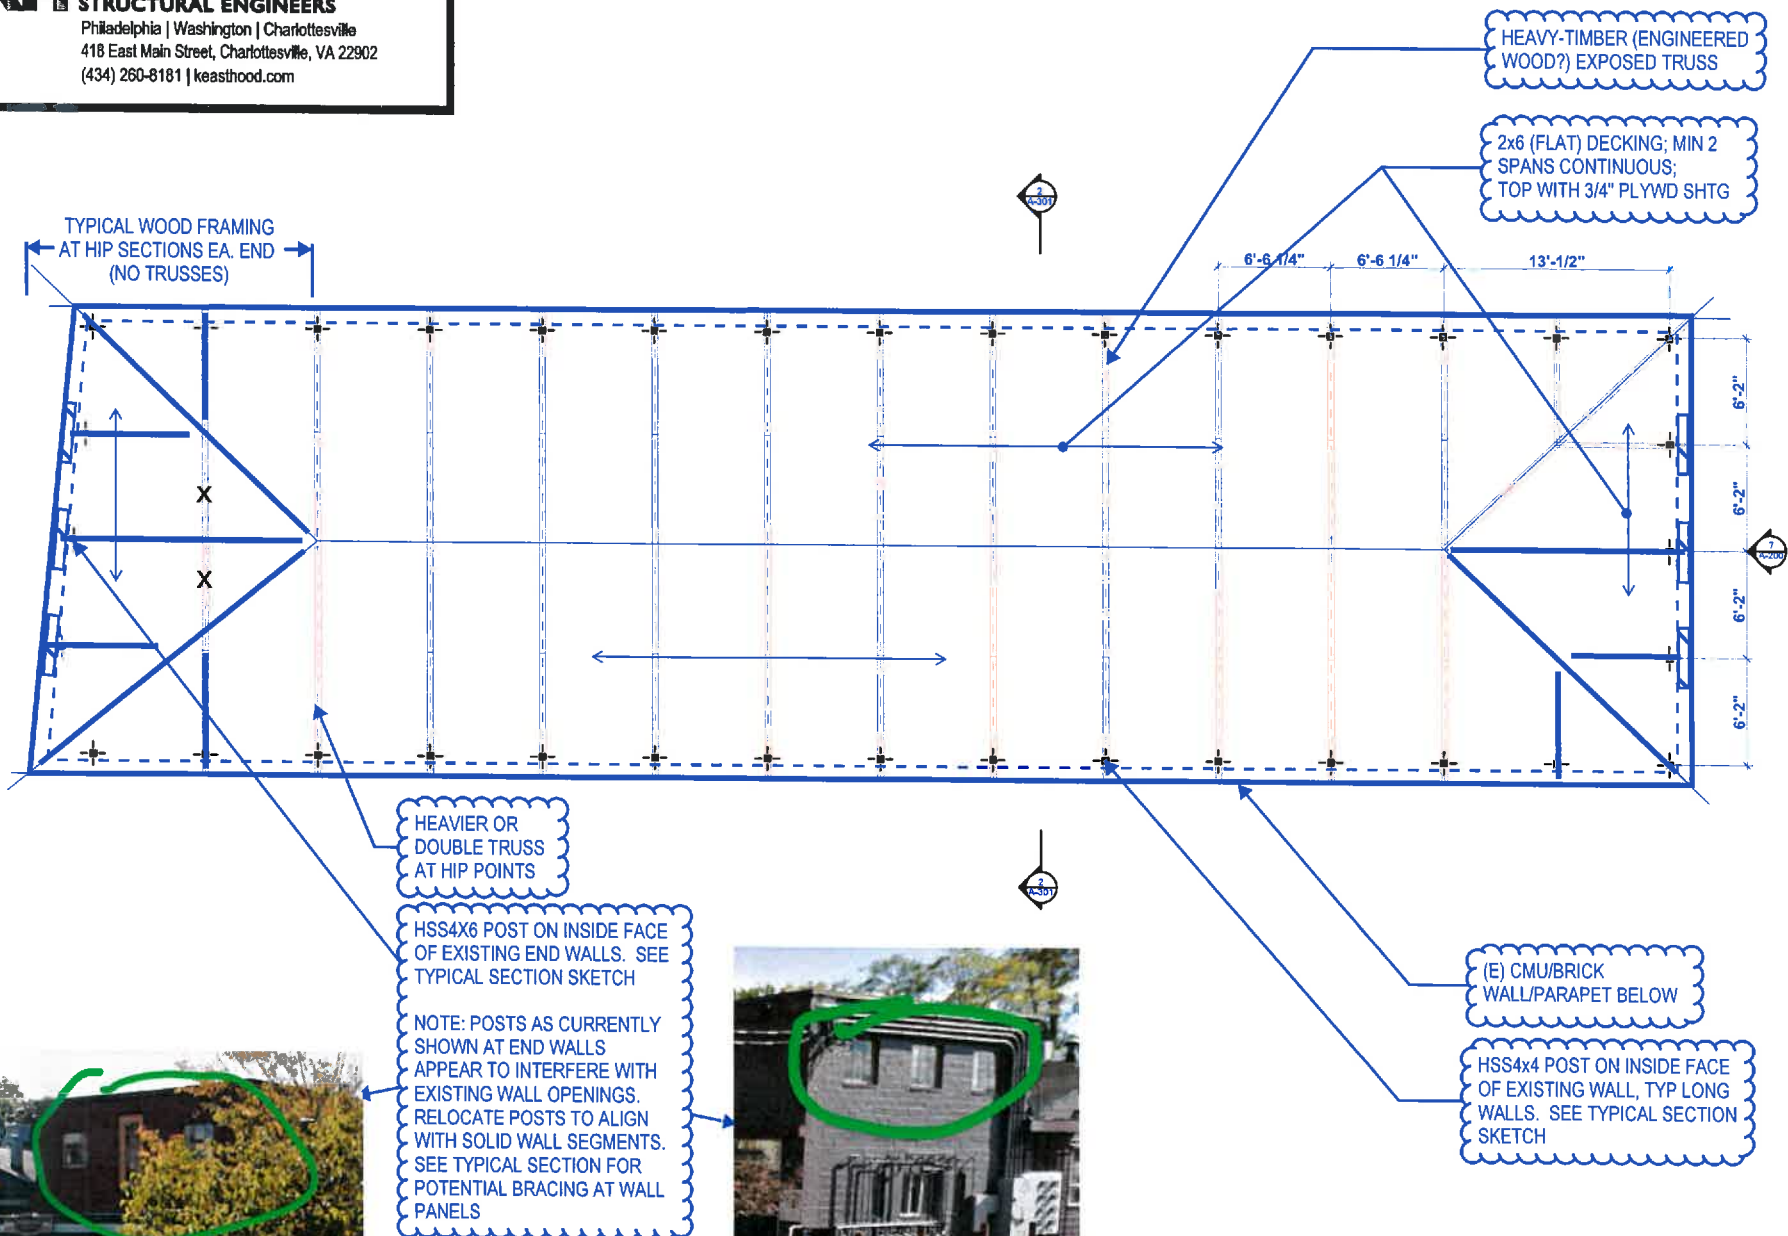 STRUCTURAL ENGINEERS
Philadelphia | Washington | Charlottesville
418 East Main Street, Charlottesville, VA 22902
(434) 260-8181 | keasthood.com
HEAVY-TIMBER (ENGINEERED
WOOD?) EXPOSED TRUSS
2x6 (FLAT) DECKING; MIN 2
SPANS CONTINUOUS;
TOP WITH 3/4" PLYWD SHTG
2
A-301
TYPICAL WOOD FRAMING
AT HIP SECTIONS EA. END
(NO TRUSSES)
6'-6 1/4"
6'-6 1/4"
13'-1/2"
6'-2"
6'-2"
6'-2"
6'-2"
X
X
7
A-200
HEAVIER OR
DOUBLE TRUSS
AT HIP POINTS
2
A-301
HSS4X6 POST ON INSIDE FACE
OF EXISTING END WALLS. SEE
TYPICAL SECTION SKETCH
NOTE: POSTS AS CURRENTLY
SHOWN AT END WALLS
APPEAR TO INTERFERE WITH
EXISTING WALL OPENINGS.
RELOCATE POSTS TO ALIGN
WITH SOLID WALL SEGMENTS.
SEE TYPICAL SECTION FOR
POTENTIAL BRACING AT WALL
PANELS
(E) CMU/BRICK
WALL/PARAPET BELOW
HSS4x4 POST ON INSIDE FACE
OF EXISTING WALL, TYP LONG
WALLS. SEE TYPICAL SECTION
SKETCH